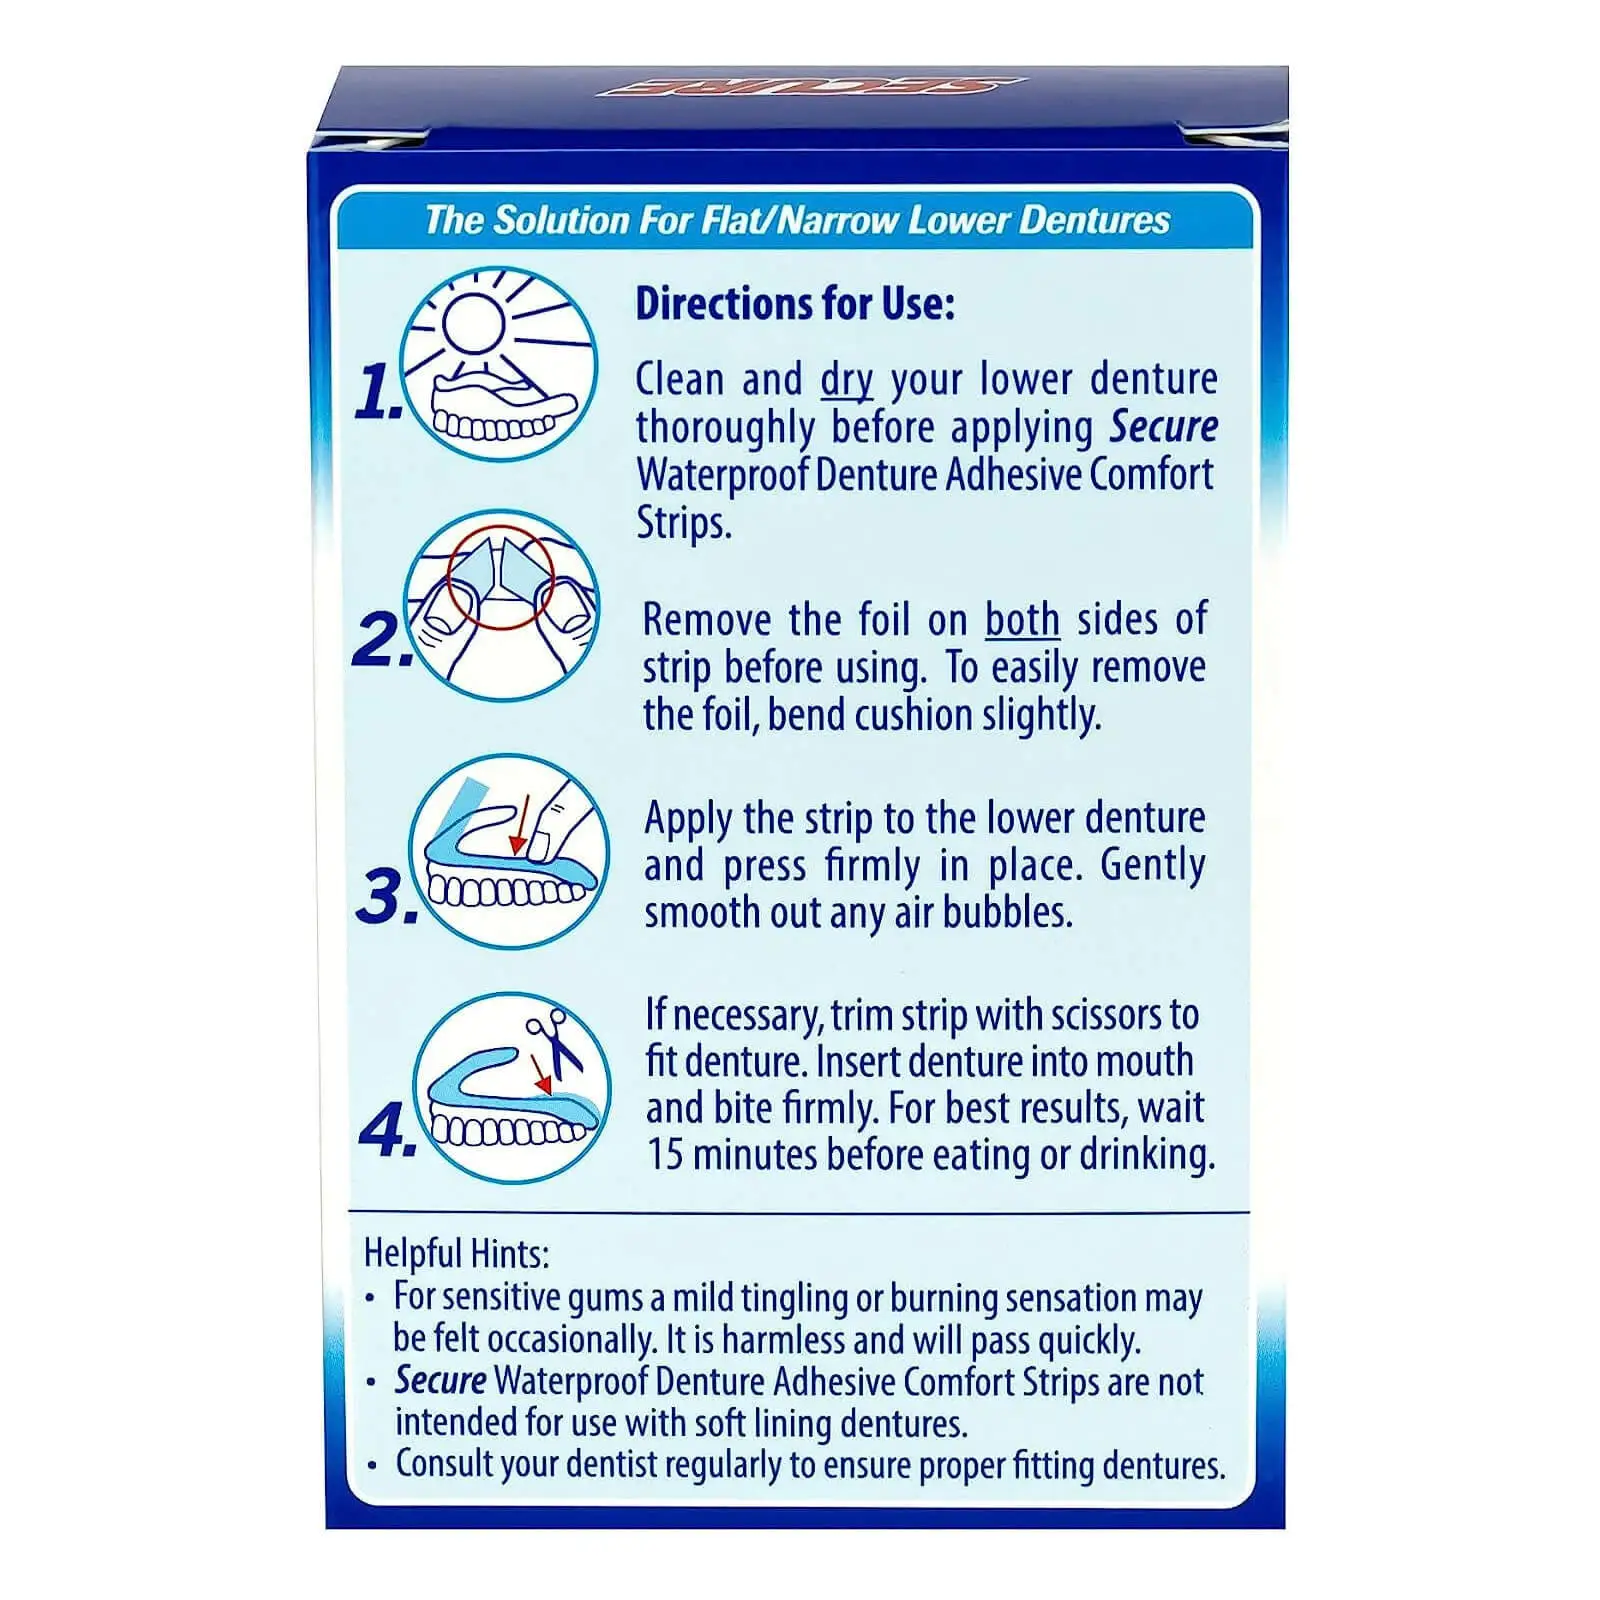 SECURE
The Solution For Flat/Narrow Lower Dentures
Directions for Use:
1.
Clean and dry your lower denture
thoroughly before applying Secure
Waterproof Denture Adhesive Comfort
Strips.
2.
Remove the foil on both sides of
strip before using. To easily remove
the foil, bend cushion slightly.
3.
Apply the strip to the lower denture
and press firmly in place. Gently
smooth out any air bubbles.
4.
If necessary, trim strip with scissors to
fit denture. Insert denture into mouth
and bite firmly. For best results, wait
15 minutes before eating or drinking.
Helpful Hints:
• For sensitive gums a mild tingling or burning sensation may
be felt occasionally. It is harmless and will pass quickly.
• Secure Waterproof Denture Adhesive Comfort Strips are not
intended for use with soft lining dentures.
• Consult your dentist regularly to ensure proper fitting dentures.